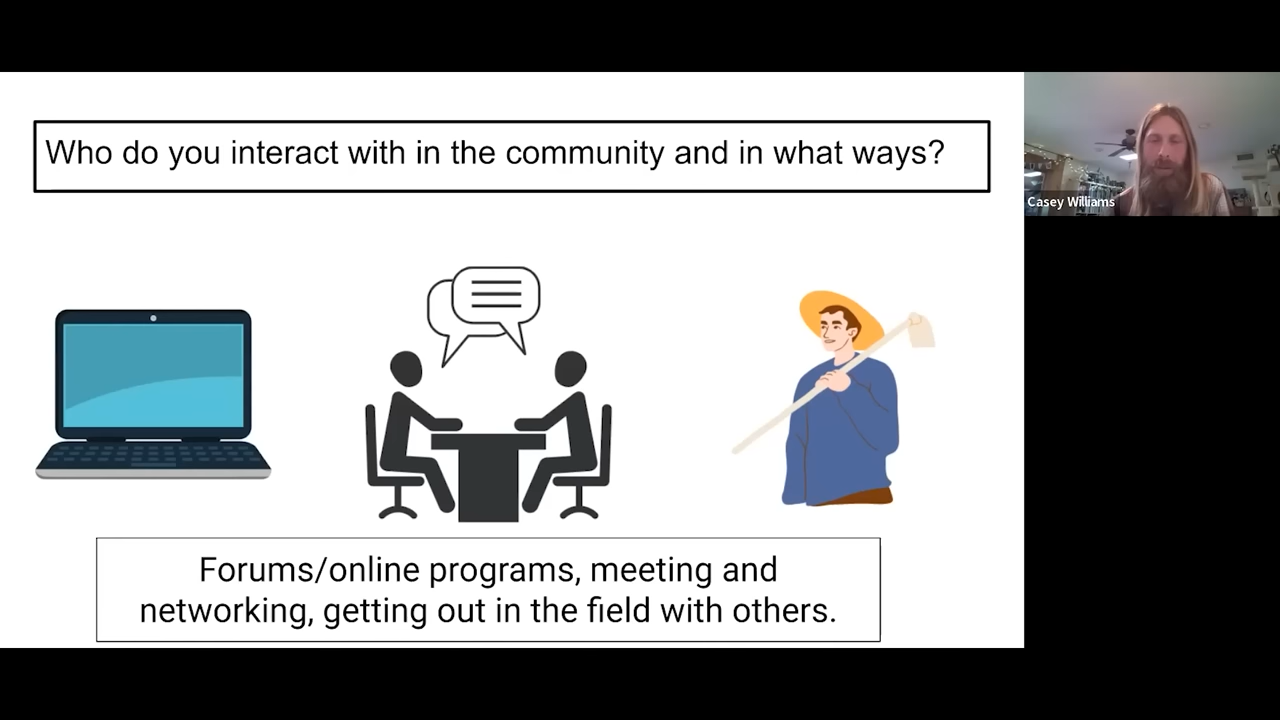 Who do you interact with in the community and in what ways?
Casey Williams
Forums/online programs, meeting and
networking, getting out in the field with others.